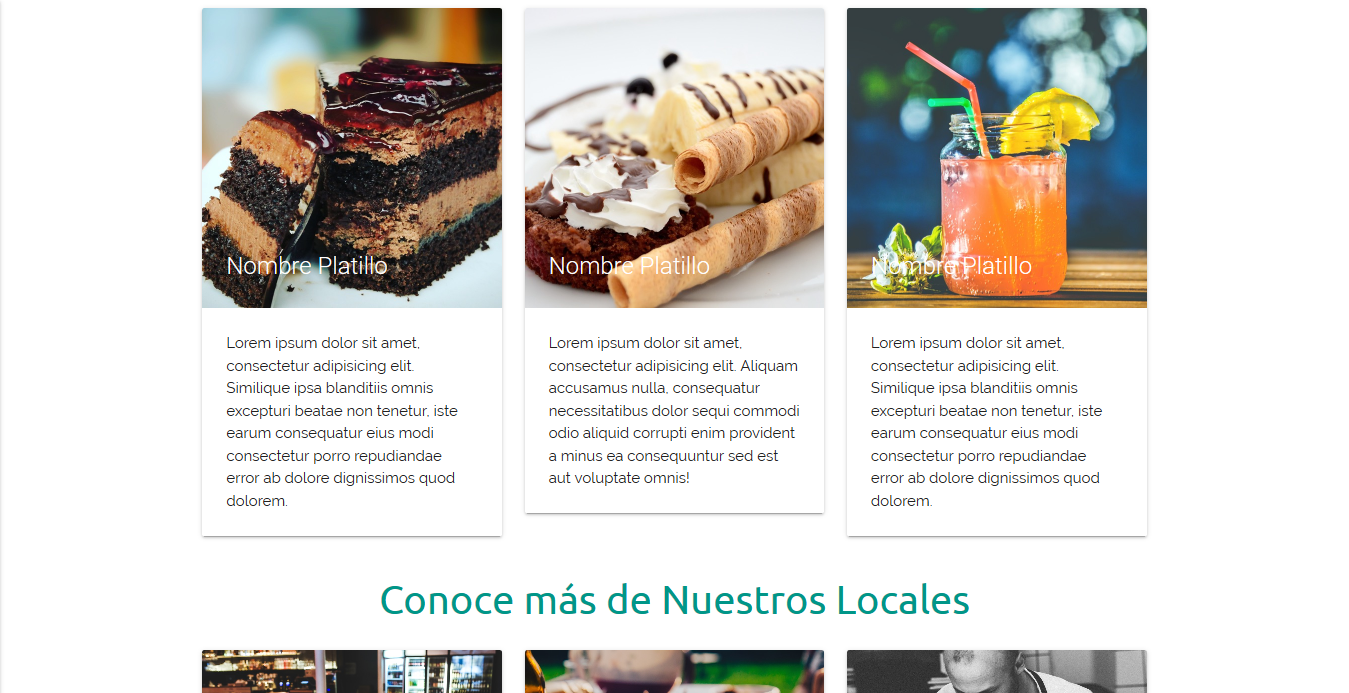 Nombre Platillo
Lorem ipsum dolor sit amet,
consectetur adipisicing elit.
Similique ipsa blanditiis omnis
excepturi beatae non tenetur, iste
earum consequatur eius modi
consectetur porro repudiandae
error ab dolore dignissimos quod
dolorem.
Nombre Platillo
Lorem ipsum dolor sit amet,
consectetur adipisicing elit. Aliquam
accusamus nulla, consequatur
necessitatibus dolor sequi commodi
odio aliquid corrupti enim provident
a minus ea consequuntur sed est
aut voluptate omnis!
Nombre Platillo
Lorem ipsum dolor sit amet,
consectetur adipisicing elit.
Similique ipsa blanditiis omnis
excepturi beatae non tenetur, iste
earum consequatur eius modi
consectetur porro repudiandae
error ab dolore dignissimos quod
dolorem.
Conoce más de Nuestros Locales